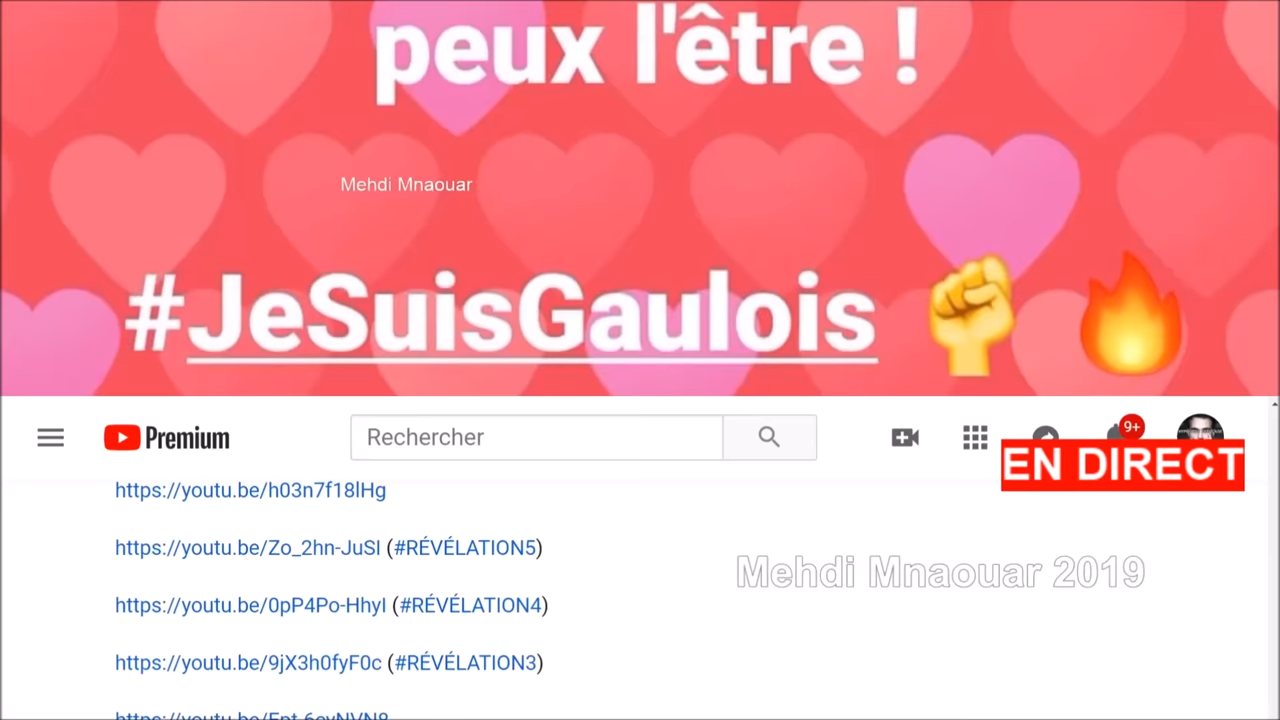 peux l'être !
Mehdi Mnaouar
#JeSuisGaulois
Premium
Rechercher
9+
EN DIRECT
https://youtu.be/h03n7f18lHg
https://youtu.be/Zo_2hn-JuSI (#RÉVÉLATION5)
Mehdi Mnaouar 2019
https://youtu.be/0pP4Po-HhyI (#RÉVÉLATION4)
https://youtu.be/9jX3h0fyF0c (#RÉVÉLATION3)